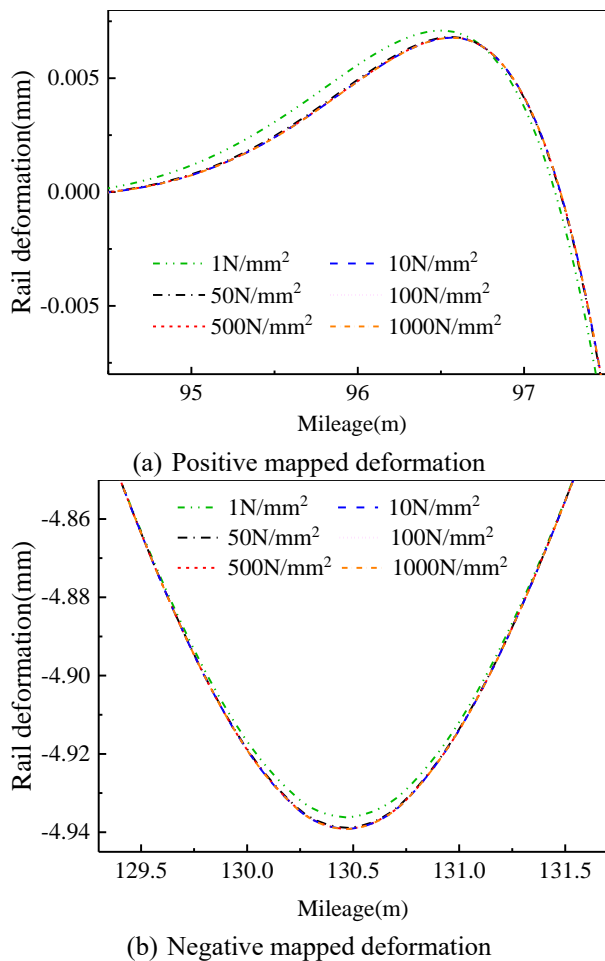 Rail deformation(mm)
0.005
0.000
-0.005
1N/mm²
10N/mm²
50N/mm²
100N/mm²
500N/mm²
1000N/mm²
95
96
97
Mileage(m)
(a) Positive mapped deformation
Rail deformation(mm)
-4.86
-4.88
-4.90
-4.92
-4.94
1N/mm²
10N/mm²
50N/mm²
100N/mm²
500N/mm²
1000N/mm²
129.5
130.0
130.5
131.0
131.5
Mileage(m)
(b) Negative mapped deformation